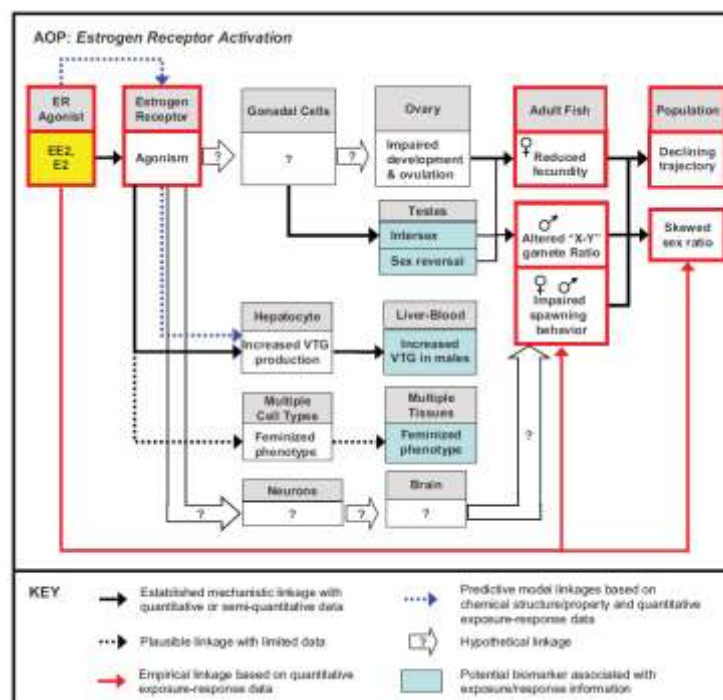 AOP: Estrogen Receptor Activation
ER
Agonist
EE2,
E2
Estrogen
Receptor
Agonism
?
Gonadal Cells
?
?
Ovary
Impaired
development
& ovulation
Testes
Intersex
Sex reversal
Adult Fish
♀
Reduced
fecundity
♂
Altered "X-Y"
gamete Ratio
♀ ♂
Impaired
spawning
behavior
Population
Declining
trajectory
Skewed
sex ratio
Hepatocyte
Increased VTG
production
Liver-Blood
Increased
VTG in males
Multiple
Cell Types
Feminized
phenotype
Multiple
Tissues
Feminized
phenotype
?
?
Neurons
?
?
Brain
?
KEY
Established mechanistic linkage with
quantitative or semi-quantitative data
Plausible linkage with limited data
Empirical linkage based on quantitative
exposure-response data
Predictive model linkages based on
chemical structure/property and quantitative
exposure-response data
?
Hypothetical linkage
Potential biomarker associated with
exposure/response information